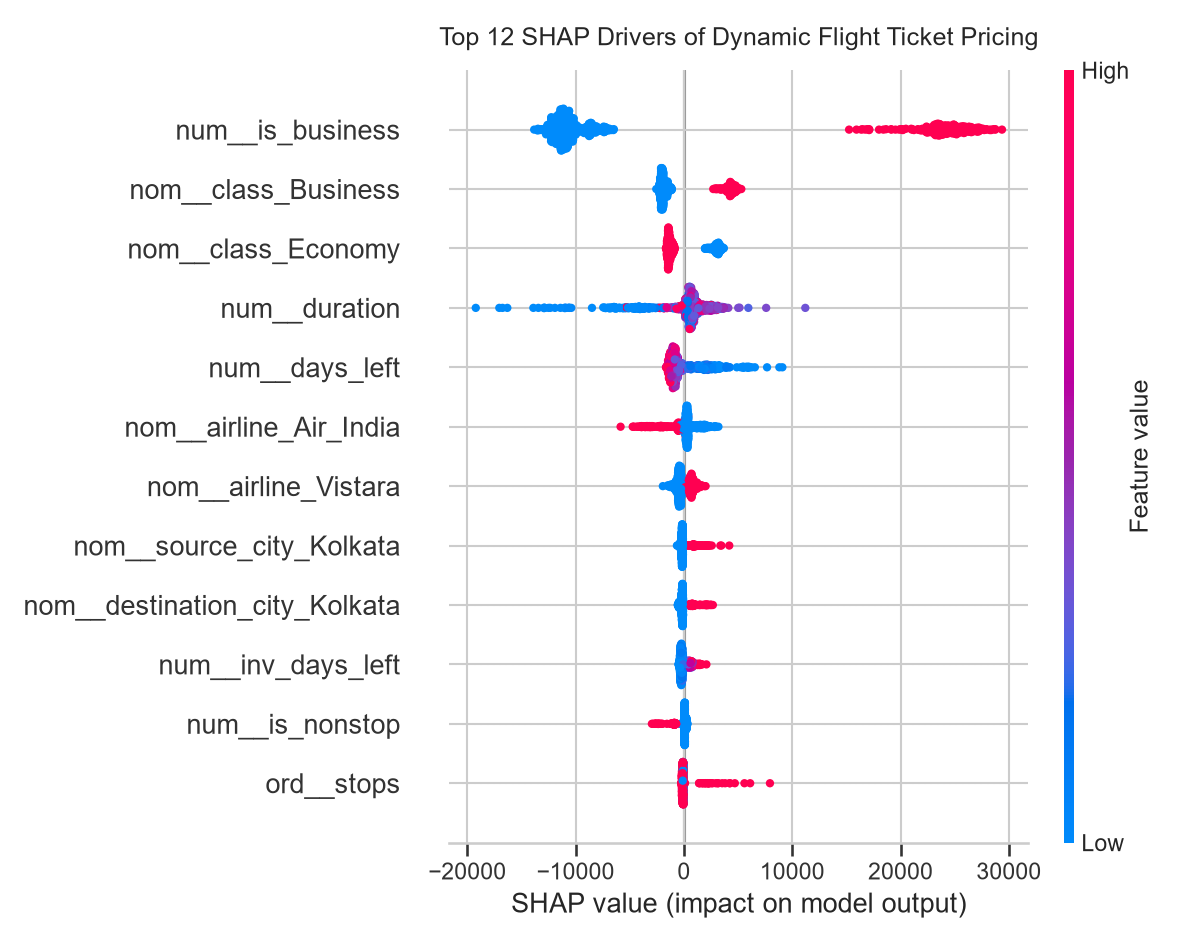 Top 12 SHAP Drivers of Dynamic Flight Ticket Pricing
High
num__is_business
nom__class_Business
nom__class_Economy
num__duration
num__days_left
nom__airline_Air_India
nom__airline_Vistara
nom__source_city_Kolkata
nom__destination_city_Kolkata
num__inv_days_left
num__is_nonstop
ord__stops
Feature value
Low
−20000 −10000 0 10000 20000 30000
SHAP value (impact on model output)